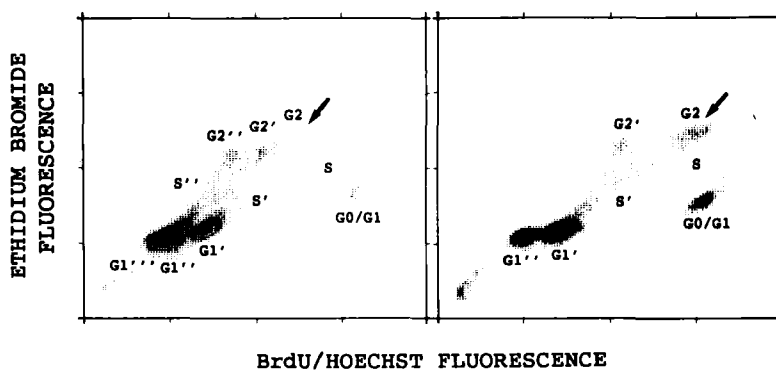 ETHIDIUM BROMIDE
FLUORESCENCE
G2'' G2' G2
S''
S
S'
G0/G1
G1'
G1''' G1''
G2' G2
S
S'
G0/G1
G1'' G1'
BrdU/HOECHST FLUORESCENCE